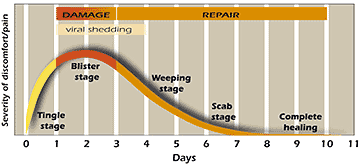 DAMAGE REPAIR
viral shedding
Severity of discomfort/pain
Blister
stage
Weeping
stage
Tingle
stage
Scab
stage
Complete
healing
0 1 2 3 4 5 6 7 8 9 10 11
Days